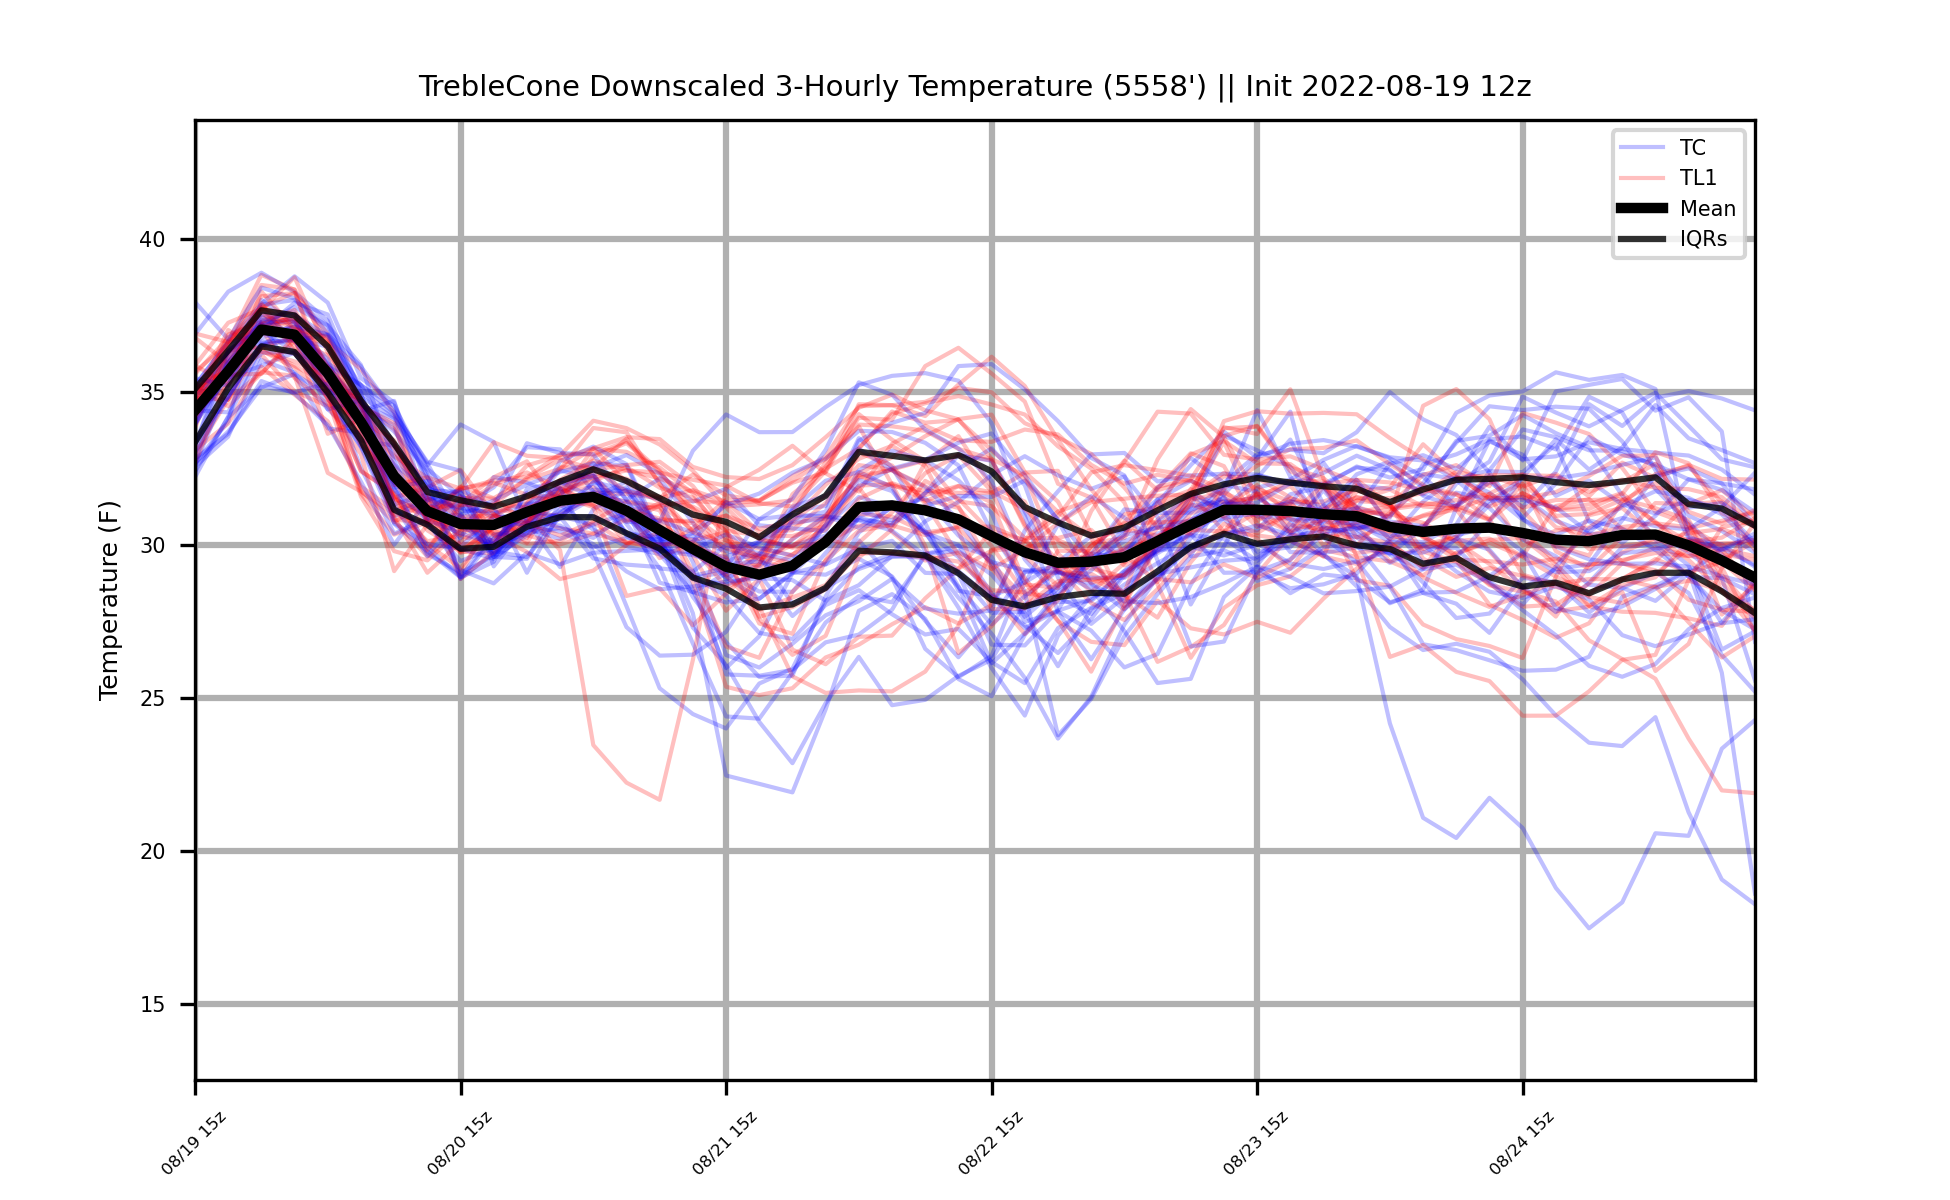 TrebleCone Downscaled 3-Hourly Temperature (5558') || Init 2022-08-19 12z
TC
TL1
Mean
IQRs
Temperature (F)
40
35
30
25
20
15
08/19 15z
08/20 15z
08/21 15z
08/22 15z
08/23 15z
08/24 15z